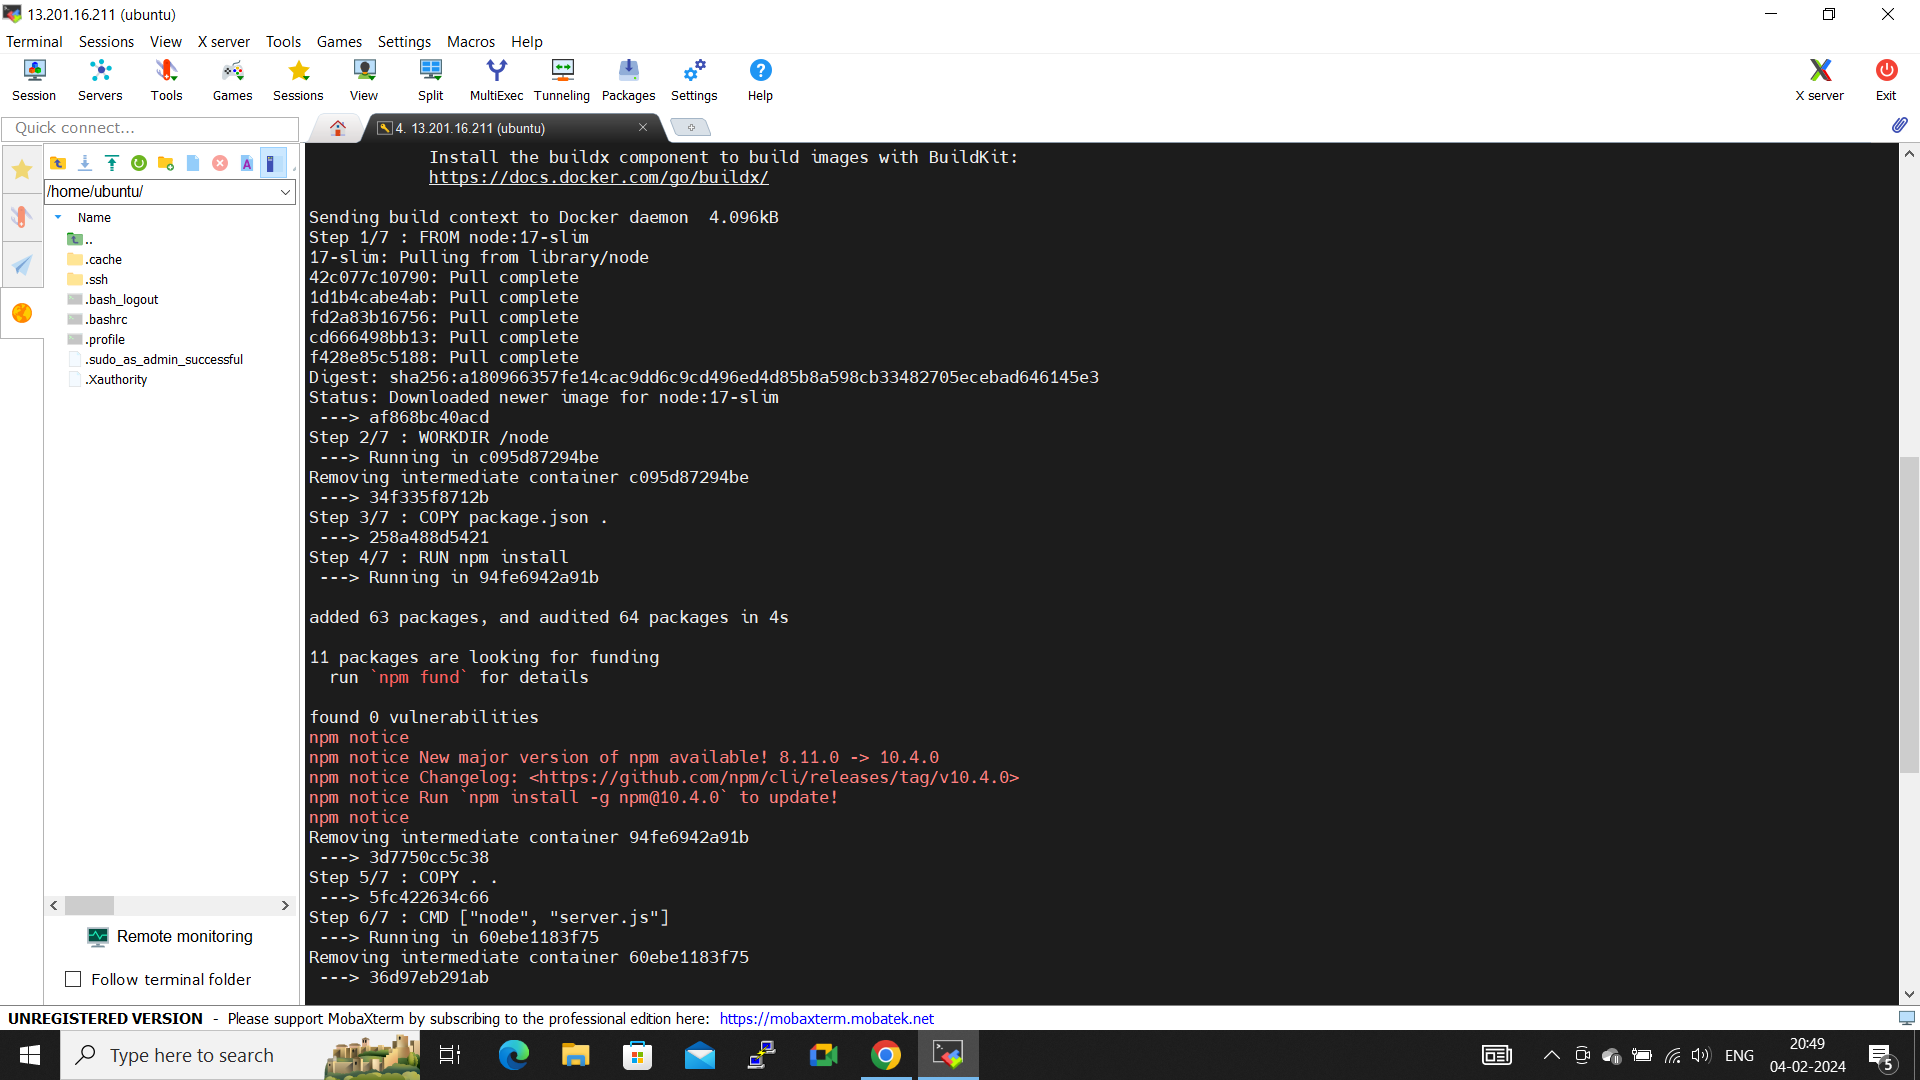 13.201.16.211 (ubuntu)
Terminal Sessions View X server Tools Games Settings Macros Help
Session Servers Tools Games Sessions View Split MultiExec Tunneling Packages Settings Help X server Exit
Quick connect...
4. 13.201.16.211 (ubuntu)
/home/ubuntu/
Name
..
.cache
.ssh
.bash_logout
.bashrc
.profile
.sudo_as_admin_successful
.Xauthority
Remote monitoring
Follow terminal folder
Install the buildx component to build images with BuildKit:
https://docs.docker.com/go/buildx/
Sending build context to Docker daemon  4.096kB
Step 1/7 : FROM node:17-slim
17-slim: Pulling from library/node
42c077c10790: Pull complete
1d1b4cabe4ab: Pull complete
fd2a83b16756: Pull complete
cd666498bb13: Pull complete
f428e85c5188: Pull complete
Digest: sha256:a180966357fe14cac9dd6c9cd496ed4d85b8a598cb33482705ecebad646145e3
Status: Downloaded newer image for node:17-slim
---> af868bc40acd
Step 2/7 : WORKDIR /node
---> Running in c095d87294be
Removing intermediate container c095d87294be
---> 34f335f8712b
Step 3/7 : COPY package.json .
---> 258a488d5421
Step 4/7 : RUN npm install
---> Running in 94fe6942a91b
added 63 packages, and audited 64 packages in 4s
11 packages are looking for funding
run `npm fund` for details
found 0 vulnerabilities
npm notice
npm notice New major version of npm available! 8.11.0 -> 10.4.0
npm notice Changelog: <https://github.com/npm/cli/releases/tag/v10.4.0>
npm notice Run `npm install -g npm@10.4.0` to update!
npm notice
Removing intermediate container 94fe6942a91b
---> 3d7750cc5c38
Step 5/7 : COPY . .
---> 5fc422634c66
Step 6/7 : CMD ["node", "server.js"]
---> Running in 60ebe1183f75
Removing intermediate container 60ebe1183f75
---> 36d97eb291ab
UNREGISTERED VERSION - Please support MobaXterm by subscribing to the professional edition here: https://mobaxterm.mobatek.net
Type here to search
ENG
20:49
04-02-2024
5